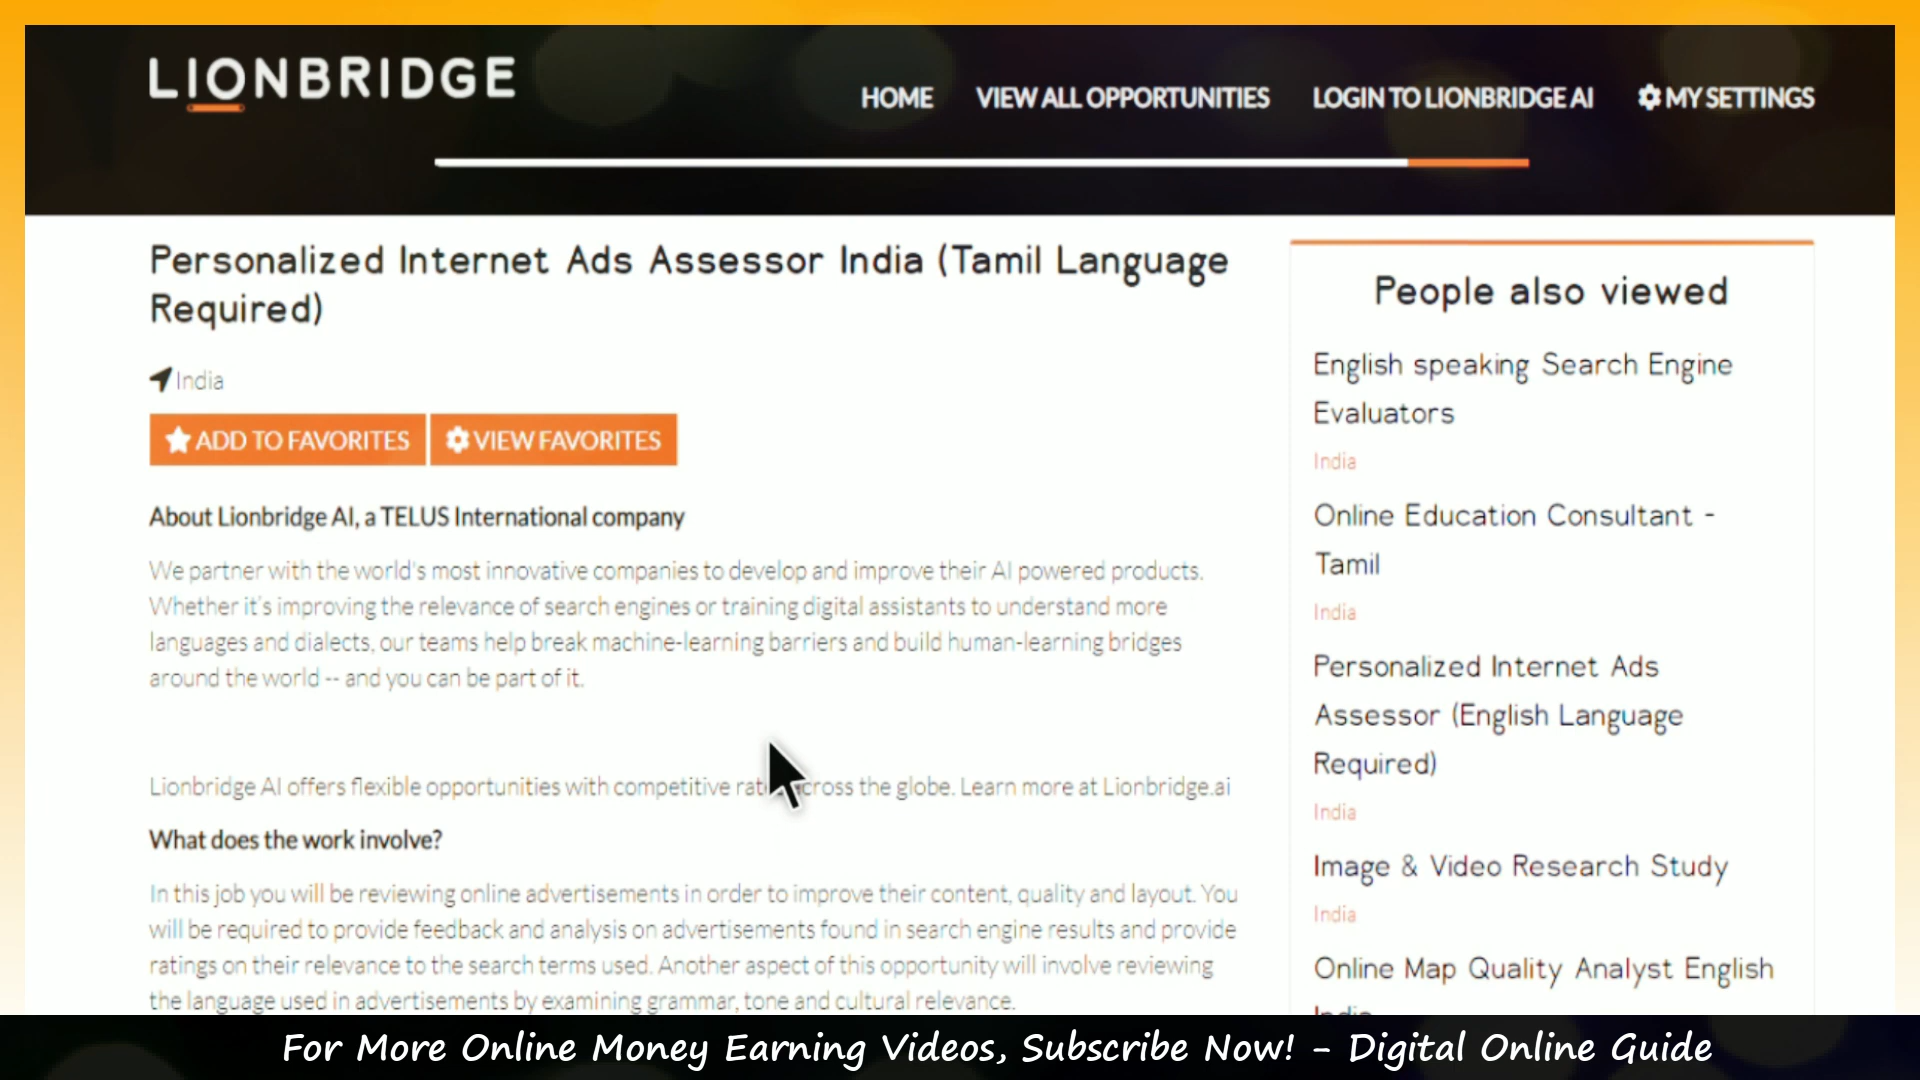 LIONBRIDGE
HOME VIEW ALL OPPORTUNITIES LOGIN TO LIONBRIDGE AI MY SETTINGS
Personalized Internet Ads Assessor India (Tamil Language
Required)
India
ADD TO FAVORITES VIEW FAVORITES
About Lionbridge AI, a TELUS International company
We partner with the world's most innovative companies to develop and improve their AI powered products.
Whether it's improving the relevance of search engines or training digital assistants to understand more
languages and dialects, our teams help break machine-learning barriers and build human-learning bridges
around the world -- and you can be part of it.
Lionbridge AI offers flexible opportunities with competitive across the globe. Learn more at Lionbridge.ai
What does the work involve?
In this job you will be reviewing online advertisements in order to improve their content, quality and layout. You
will be required to provide feedback and analysis on advertisements found in search engine results and provide
ratings on their relevance to the search terms used. Another aspect of this opportunity will involve reviewing
the language used in advertisements by examining grammar, tone and cultural relevance.
People also viewed
English speaking Search Engine
Evaluators
India
Online Education Consultant -
Tamil
India
Personalized Internet Ads
Assessor (English Language
Required)
India
Image & Video Research Study
India
Online Map Quality Analyst English
For More Online Money Earning Videos, Subscribe Now! - Digital Online Guide